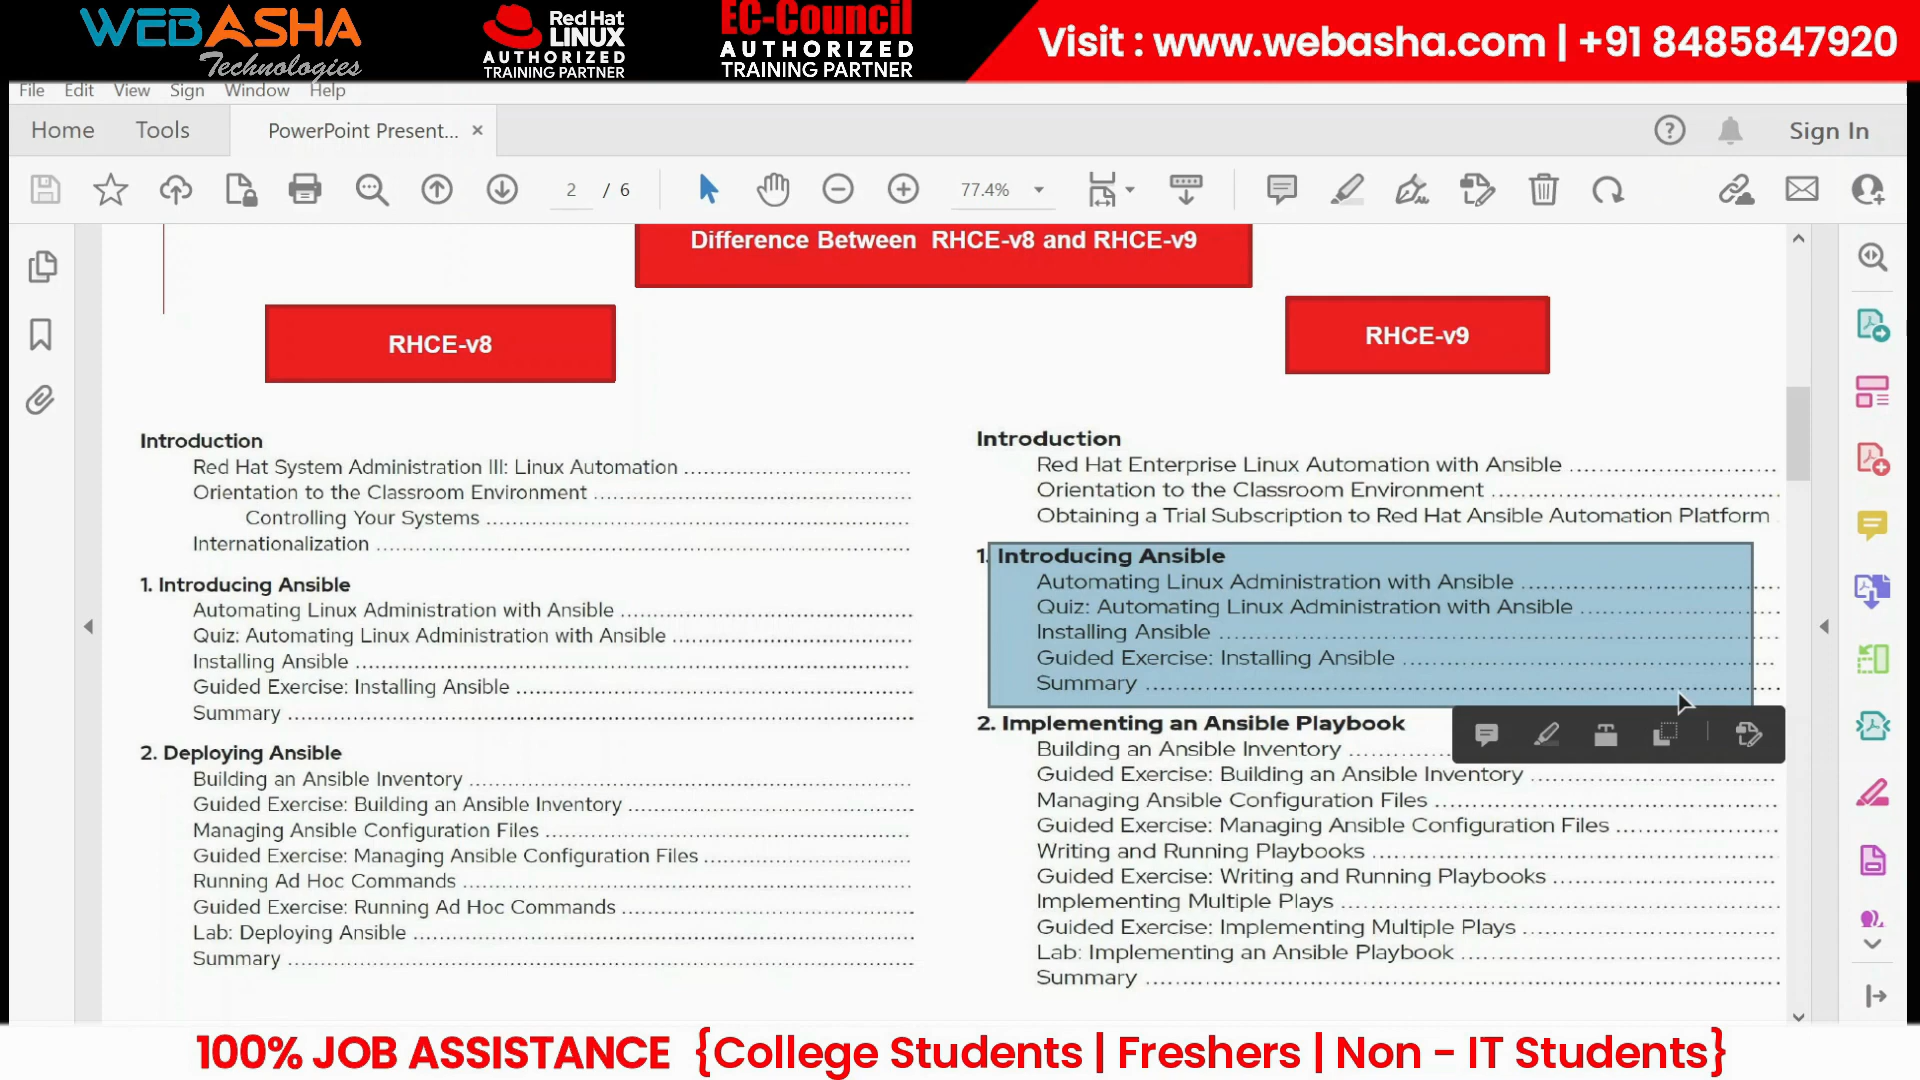 WEBASHA
Technologies
Red Hat
LINUX
AUTHORIZED
TRAINING PARTNER
EC-Council
AUTHORIZED
TRAINING PARTNER
Visit : www.webasha.com | +91 8485847920
File Edit View Sign Window Help
Home Tools PowerPoint Present... × Sign In
2 / 6 77.4%
Difference Between RHCE-v8 and RHCE-v9
RHCE-v8
Introduction
Red Hat System Administration III: Linux Automation
Orientation to the Classroom Environment
Controlling Your Systems
Internationalization
1. Introducing Ansible
Automating Linux Administration with Ansible
Quiz: Automating Linux Administration with Ansible
Installing Ansible
Guided Exercise: Installing Ansible
Summary
2. Deploying Ansible
Building an Ansible Inventory
Guided Exercise: Building an Ansible Inventory
Managing Ansible Configuration Files
Guided Exercise: Managing Ansible Configuration Files
Running Ad Hoc Commands
Guided Exercise: Running Ad Hoc Commands
Lab: Deploying Ansible
Summary
RHCE-v9
Introduction
Red Hat Enterprise Linux Automation with Ansible
Orientation to the Classroom Environment
Obtaining a Trial Subscription to Red Hat Ansible Automation Platform
1. Introducing Ansible
Automating Linux Administration with Ansible
Quiz: Automating Linux Administration with Ansible
Installing Ansible
Guided Exercise: Installing Ansible
Summary
2. Implementing an Ansible Playbook
Building an Ansible Inventory
Guided Exercise: Building an Ansible Inventory
Managing Ansible Configuration Files
Guided Exercise: Managing Ansible Configuration Files
Writing and Running Playbooks
Guided Exercise: Writing and Running Playbooks
Implementing Multiple Plays
Guided Exercise: Implementing Multiple Plays
Lab: Implementing an Ansible Playbook
Summary
100% JOB ASSISTANCE {College Students | Freshers | Non - IT Students}